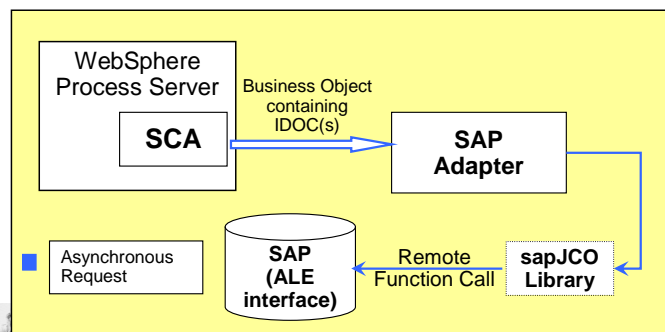 WebSphere
Process Server
SCA
Business Object
containing
IDOC(s)
SAP
Adapter
Asynchronous
Request
SAP
(ALE
interface)
Remote
Function Call
sapJCO
Library